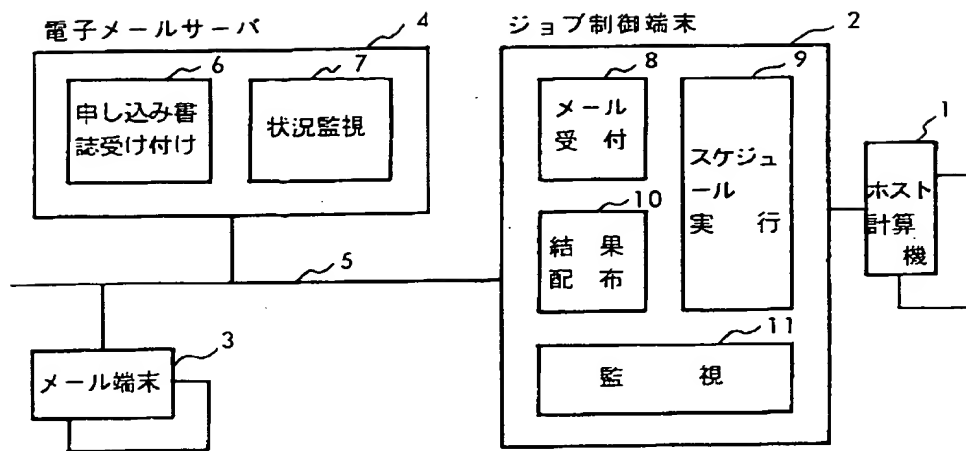 電子メールサーバ
4
6
申し込み書
誌受け付け
7
状況監視
ジョブ制御端末
2
8
メール
受付
9
スケジュ
ール
実行
10
結果
配布
11
監視
1
ホスト
計算
機
5
3
メール端末